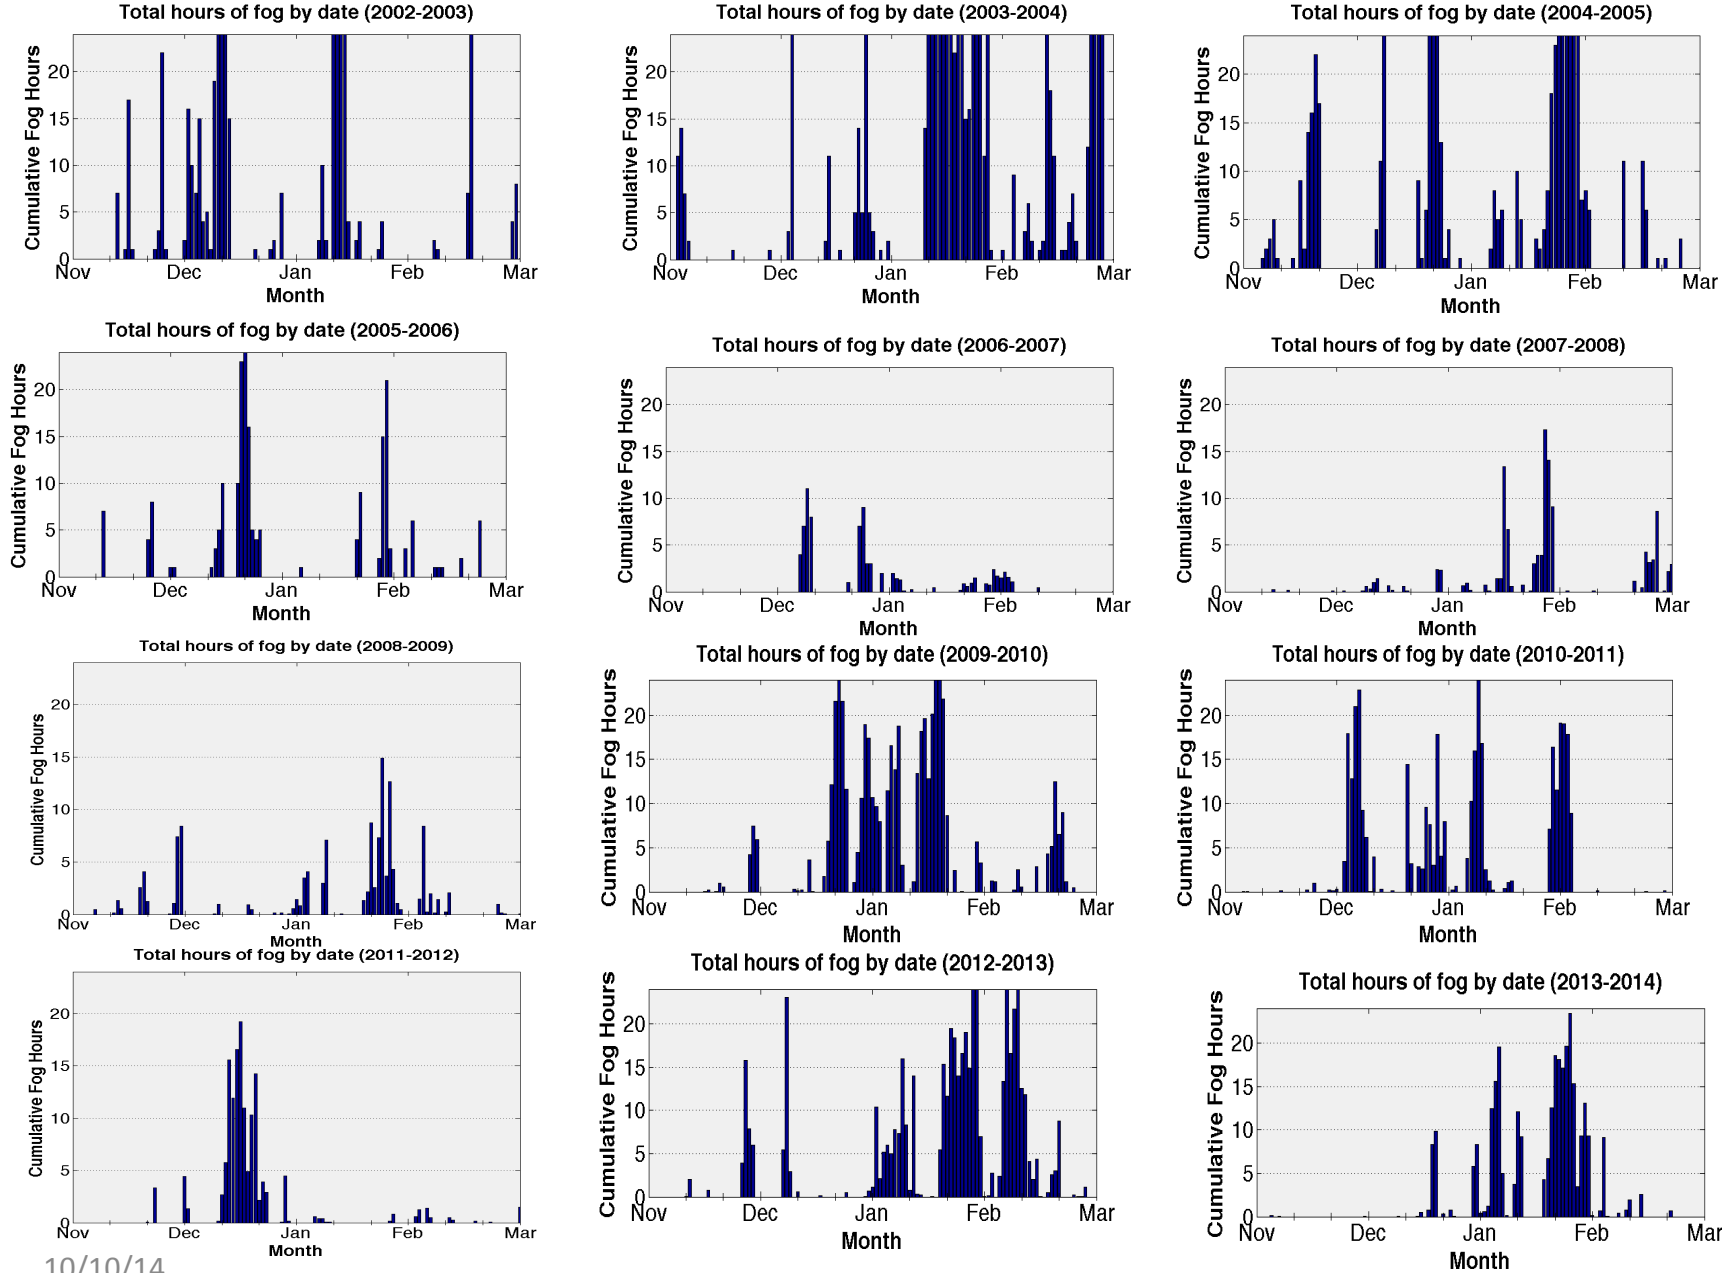 Total hours of fog by date (2002-2003)
Cumulative Fog Hours
20
15
10
5
0
Nov Dec Jan Feb Mar
Month
Total hours of fog by date (2003-2004)
Cumulative Fog Hours
20
15
10
5
0
Nov Dec Jan Feb Mar
Month
Total hours of fog by date (2004-2005)
Cumulative Fog Hours
20
15
10
5
0
Nov Dec Jan Feb Mar
Month
Total hours of fog by date (2005-2006)
Cumulative Fog Hours
20
15
10
5
0
Nov Dec Jan Feb Mar
Month
Total hours of fog by date (2006-2007)
Cumulative Fog Hours
20
15
10
5
0
Nov Dec Jan Feb Mar
Month
Total hours of fog by date (2007-2008)
Cumulative Fog Hours
20
15
10
5
0
Nov Dec Jan Feb Mar
Month
Total hours of fog by date (2008-2009)
Cumulative Fog Hours
20
15
10
5
0
Nov Dec Jan Feb Mar
Month
Total hours of fog by date (2009-2010)
Cumulative Fog Hours
20
15
10
5
0
Nov Dec Jan Feb Mar
Month
Total hours of fog by date (2010-2011)
Cumulative Fog Hours
20
15
10
5
0
Nov Dec Jan Feb Mar
Month
Total hours of fog by date (2011-2012)
Cumulative Fog Hours
20
15
10
5
0
Nov Dec Jan Feb Mar
Month
Total hours of fog by date (2012-2013)
Cumulative Fog Hours
20
15
10
5
0
Nov Dec Jan Feb Mar
Month
Total hours of fog by date (2013-2014)
Cumulative Fog Hours
20
15
10
5
0
Nov Dec Jan Feb Mar
Month
10/10/14